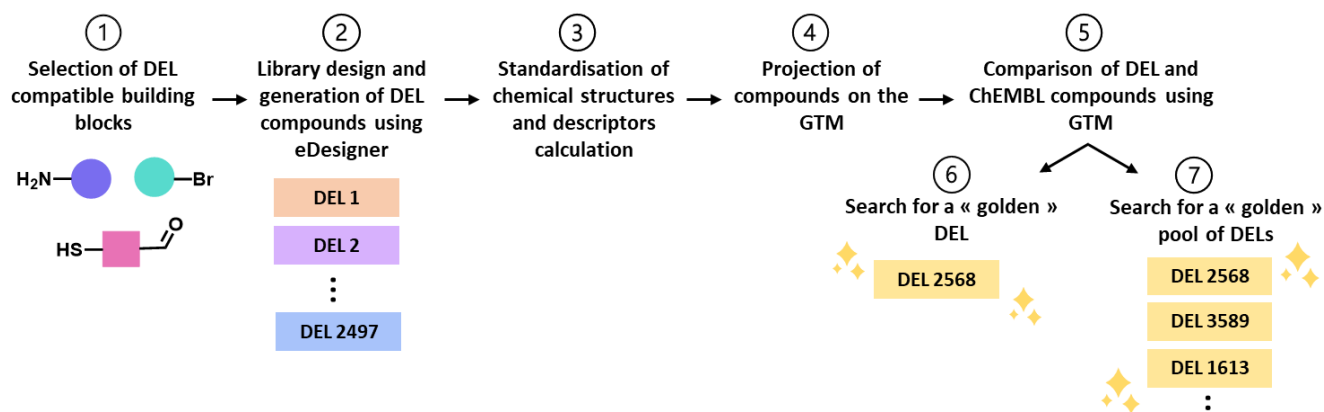 ①
Selection of DEL
compatible building
blocks
H₂N
Br
HS
O
②
Library design and
generation of DEL
compounds using
eDesigner
DEL 1
DEL 2
⋮
DEL 2497
③
Standardisation of
chemical structures
and descriptors
calculation
④
Projection of
compounds on the
GTM
⑤
Comparison of DEL and
ChEMBL compounds using
GTM
⑥
Search for a « golden »
DEL
DEL 2568
⑦
Search for a « golden »
pool of DELs
DEL 2568
DEL 3589
DEL 1613
⋮